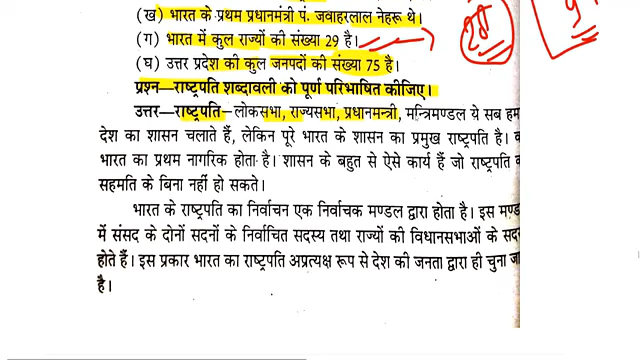 (ख) भारत के प्रथम प्रधानमंत्री पं. जवाहरलाल नेहरू थे।
(ग) भारत में कुल राज्यों की संख्या 29 है।
(घ) उत्तर प्रदेश की कुल जनपदों की संख्या 75 है।
प्रश्न–राष्ट्रपति शब्दावली को पूर्ण परिभाषित कीजिए।
उत्तर–राष्ट्रपति–लोकसभा, राज्यसभा, प्रधानमन्त्री, मन्त्रिमण्डल ये सब हम
देश का शासन चलाते हैं, लेकिन पूरे भारत के शासन का प्रमुख राष्ट्रपति है।
भारत का प्रथम नागरिक होता है। शासन के बहुत से ऐसे कार्य हैं जो राष्ट्रपति
सहमति के बिना नहीं हो सकते।
भारत के राष्ट्रपति का निर्वाचन एक निर्वाचक मण्डल द्वारा होता है। इस मण्ड
में संसद के दोनों सदनों के निर्वाचित सदस्य तथा राज्यों की विधानसभाओं के सद
होते हैं। इस प्रकार भारत का राष्ट्रपति अप्रत्यक्ष रूप से देश की जनता द्वारा ही चुना जा
है।